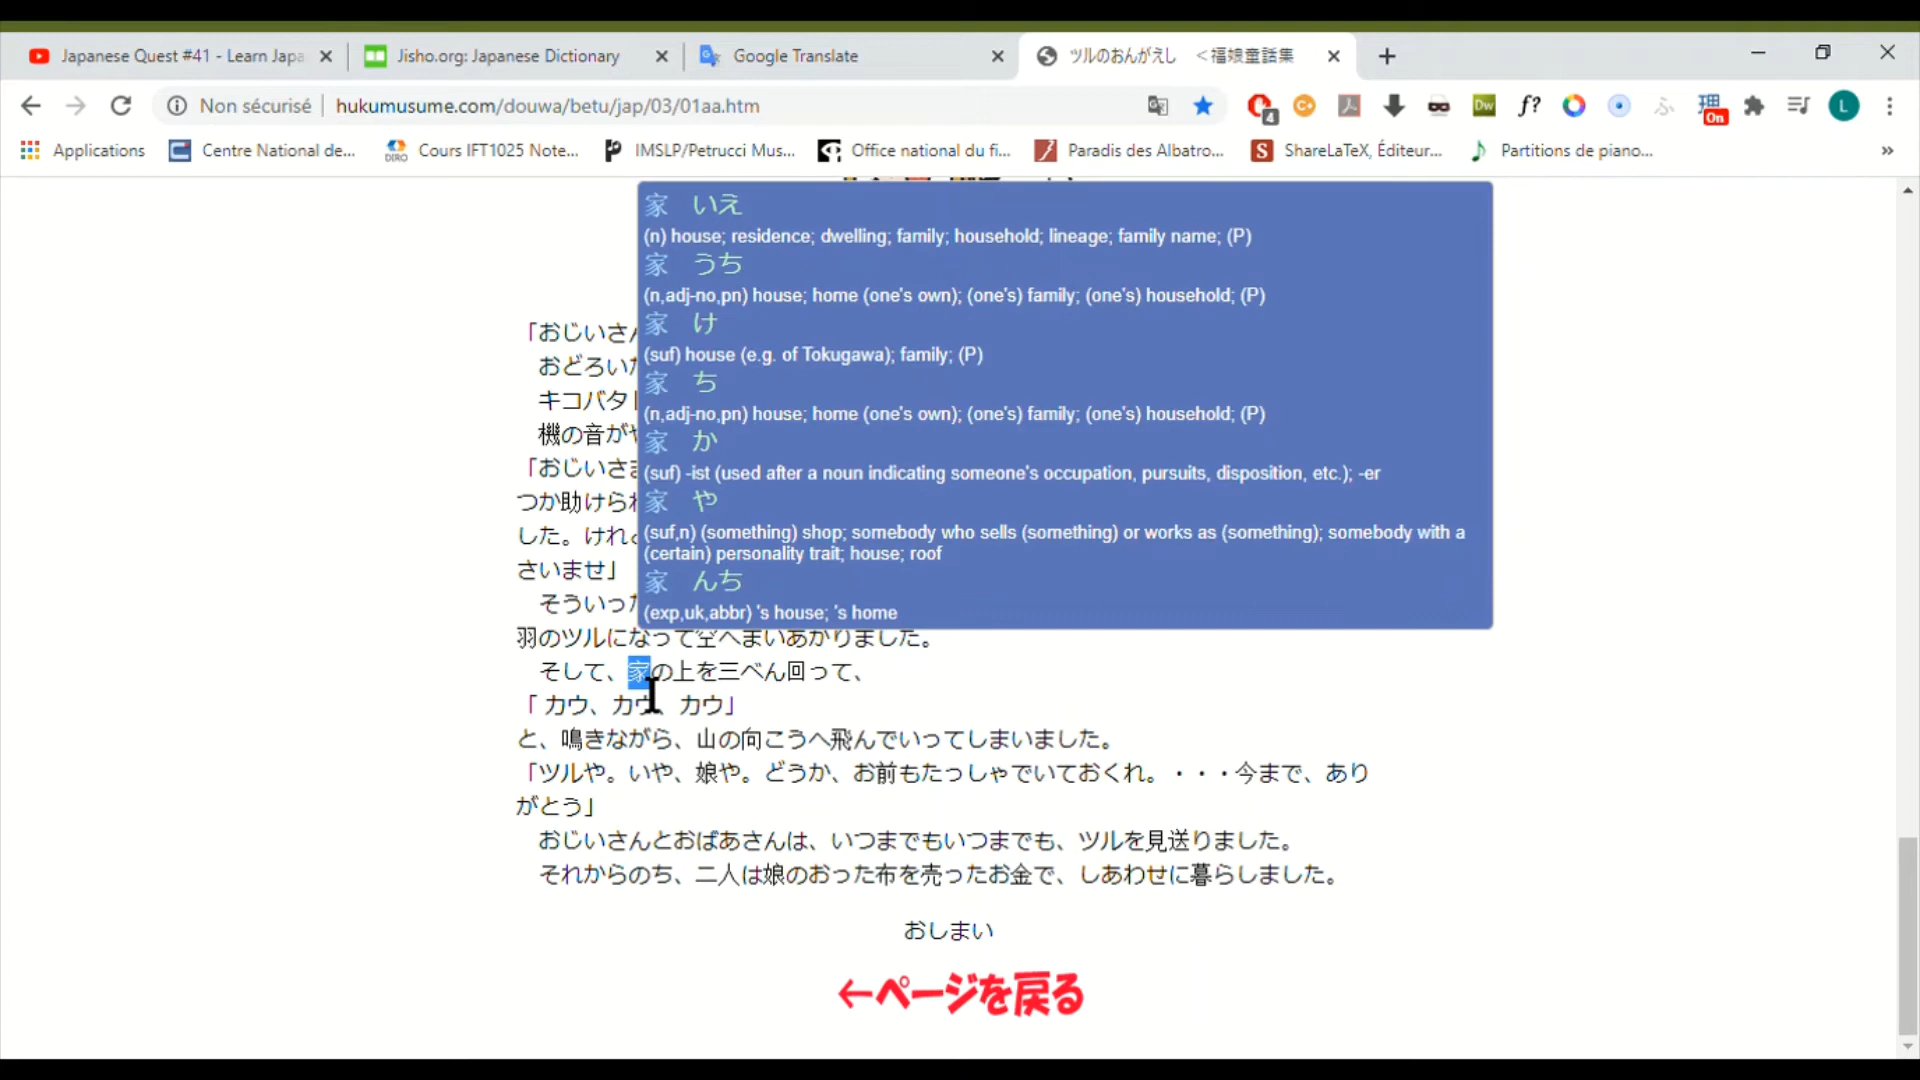 Japanese Quest #41 - Learn Japa
Jisho.org: Japanese Dictionary
Google Translate
ツルのおんがえし ＜福娘童話集
Non sécurisé
hukumusume.com/douwa/betu/jap/03/01aa.htm
4
Dw
f?
On
L
Applications
Centre National de...
Cours IFT1025 Note...
IMSLP/Petrucci Mus...
Office national du fi...
Paradis des Albatro...
ShareLaTeX, Éditeur...
Partitions de piano...
»
家 いえ
(n) house; residence; dwelling; family; household; lineage; family name; (P)
家 うち
(n,adj-no,pn) house; home (one's own); (one's) family; (one's) household; (P)
家 け
(suf) house (e.g. of Tokugawa); family; (P)
家 ち
(n,adj-no,pn) house; home (one's own); (one's) family; (one's) household; (P)
家 か
(suf) -ist (used after a noun indicating someone's occupation, pursuits, disposition, etc.); -er
家 や
(suf,n) (something) shop; somebody who sells (something) or works as (something); somebody with a
(certain) personality trait; house; roof
家 んち
(exp,uk,abbr) 's house; 's home
「おじいさん
おどろいた
キコバタ
機の音が
「おじいさま
つか助けられ
した。けれ
さいませ」
そういった
羽のツルになって空へまいあがりました。
そして、家の上を三べん回って、
「カウ、カウ、カウ」
と、鳴きながら、山の向こうへ飛んでいってしまいました。
「ツルや。いや、娘や。どうか、お前もたっしゃでいておくれ。・・・今まで、あり
がとう」
おじいさんとおばあさんは、いつまでもいつまでも、ツルを見送りました。
それからのち、二人は娘のおった布を売ったお金で、しあわせに暮らしました。
おしまい
←ページを戻る